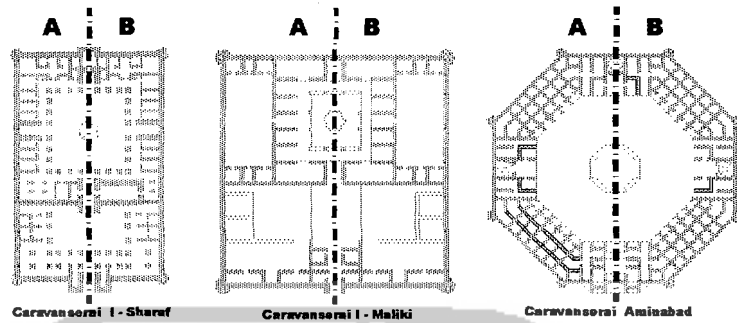 A B
A B
A B
Caravanserai I - Sharaf
Caravanserai I - Maliki
Caravanserai Aminabad